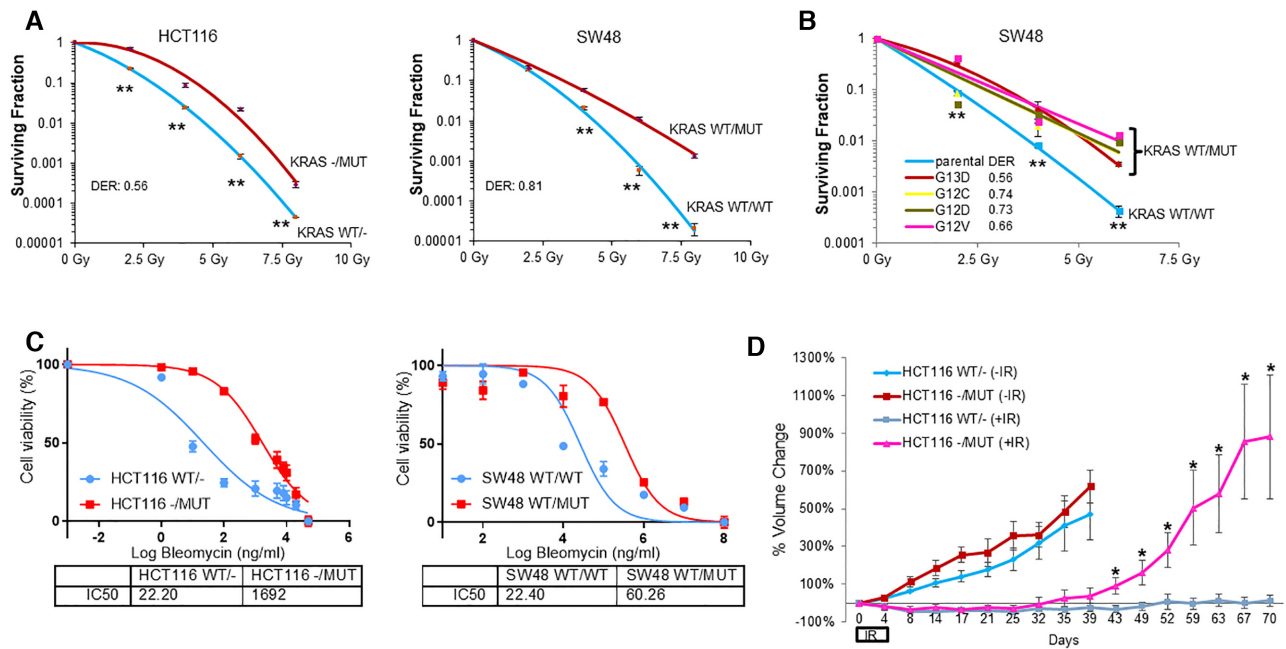 A
HCT116
Surviving Fraction
1
0.1
0.01
0.001
0.0001
0.00001
**
**
**
**
KRAS -/MUT
KRAS WT/-
DER: 0.56
0 Gy 2.5 Gy 5 Gy 7.5 Gy 10 Gy
SW48
Surviving Fraction
1
0.1
0.01
0.001
0.0001
0.00001
**
**
**
KRAS WT/MUT
KRAS WT/WT
DER: 0.81
0 Gy 2.5 Gy 5 Gy 7.5 Gy 10 Gy
B
SW48
Surviving Fraction
1
0.1
0.01
0.001
0.0001
**
**
**
KRAS WT/MUT
KRAS WT/WT
parental DER
G13D 0.56
G12C 0.74
G12D 0.73
G12V 0.66
0 Gy 2.5 Gy 5 Gy 7.5 Gy
C
Cell viability (%)
100
50
0
HCT116 WT/-
HCT116 -/MUT
-2 0 2 4 6
Log Bleomycin (ng/ml)
HCT116 WT/- HCT116 -/MUT
IC50 22.20 1692
Cell viability (%)
100
50
0
SW48 WT/WT
SW48 WT/MUT
2 4 6 8
Log Bleomycin (ng/ml)
SW48 WT/WT SW48 WT/MUT
IC50 22.40 60.26
D
% Volume Change
1300%
1100%
900%
700%
500%
300%
100%
-100%
HCT116 WT/- (-IR)
HCT116 -/MUT (-IR)
HCT116 WT/- (+IR)
HCT116 -/MUT (+IR)
* * * * * * *
0 4 8 14 17 21 25 32 35 39 43 49 52 59 63 67 70
IR
Days